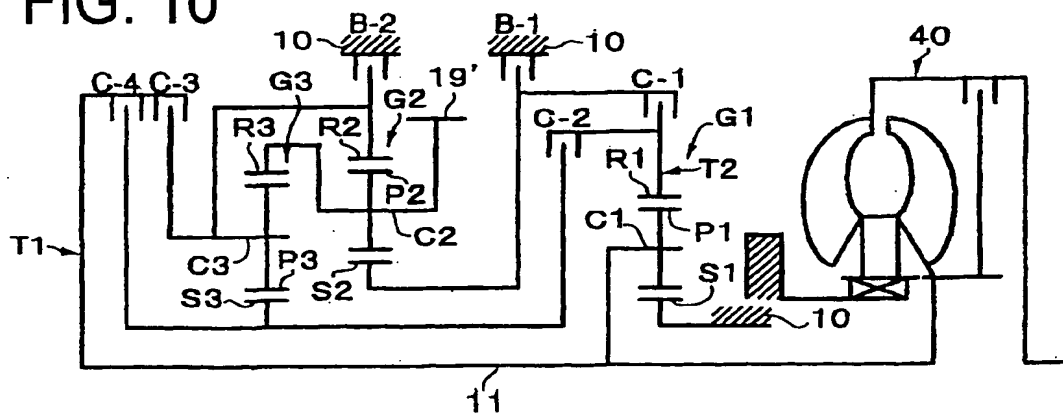 FIG. 10
B-2
B-1
10
10
40
C-4
C-3
G3
G2
19'
C-1
C-2
G1
R3
R2
R1
T2
P2
C1
P1
T1
C3
P3
C2
S3
S2
S1
10
11